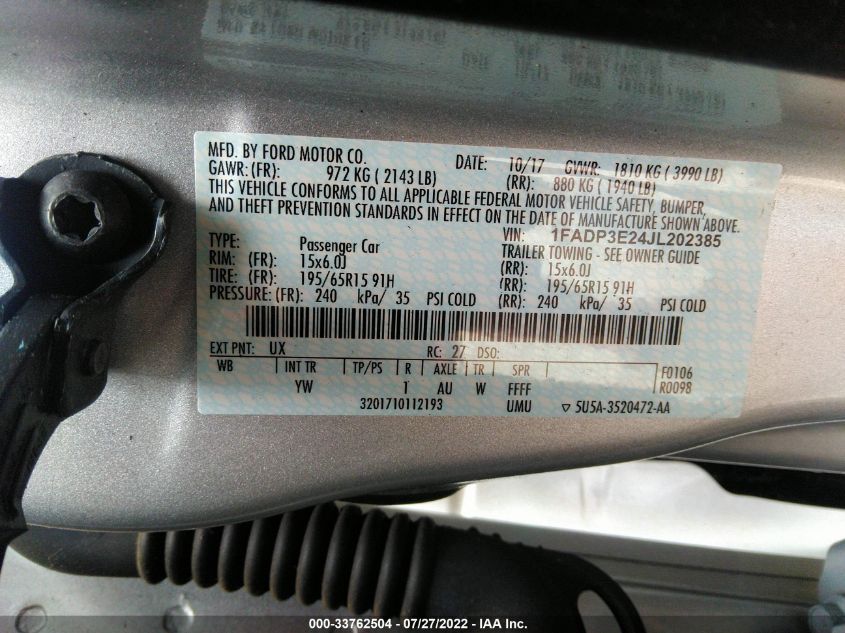 MFD. BY FORD MOTOR CO. DATE: 10/17 GVWR: 1810 KG ( 3990 LB)
GAWR:(FR): 972 KG ( 2143 LB) (RR): 880 KG ( 1940 LB)
THIS VEHICLE CONFORMS TO ALL APPLICABLE FEDERAL MOTOR VEHICLE SAFETY, BUMPER,
AND THEFT PREVENTION STANDARDS IN EFFECT ON THE DATE OF MANUFACTURE SHOWN ABOVE.
VIN: 1FADP3E24JL202385
TYPE: Passenger Car TRAILER TOWING - SEE OWNER GUIDE
RIM: (FR): 15x6.0J (RR): 15x6.0J
TIRE: (FR): 195/65R15 91H (RR): 195/65R15 91H
PRESSURE:(FR): 240 kPa/ 35 PSI COLD (RR): 240 kPa/ 35 PSI COLD
EXT PNT: UX RC: 27 DSO:
WB INT TR TP/PS R AXLE TR SPR F0106
YW 1 AU W FFFF R0098
3201710112193 UMU ▽ 5U5A-3520472-AA
000-33762504 - 07/27/2022 - IAA Inc.